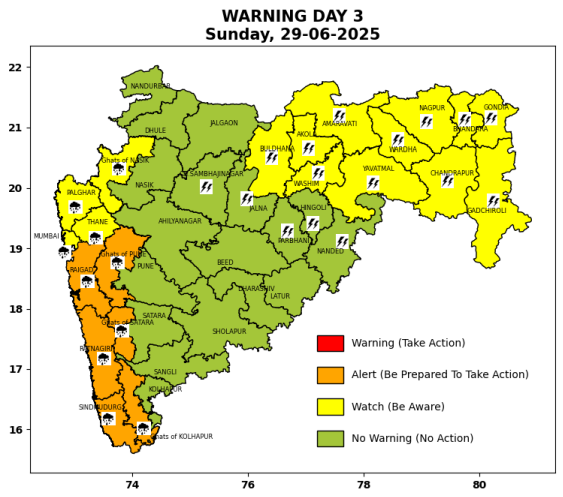 WARNING DAY 3
Sunday, 29-06-2025
22
21
20
19
18
17
16
74
76
78
80
NANDURBAR
DHULE
JALGAON
Ghats of NASIK
NASIK
S.SAMBHAJINAGAR
JALNA
BULDHANA
AKOLA
AMARAVATI
WASHIM
WARDHA
NAGPUR
BHANDARA
GONDIA
YAVATMAL
CHANDRAPUR
GADCHIROLI
PALGHAR
THANE
MUMBAI
AHILYANAGAR
PARBHANI
HINGOLI
NANDED
Ghats of PUNE
PUNE
RAIGAD
BEED
DHARASHIV
LATUR
SATARA
Ghats of SATARA
SHOLAPUR
RATNAGIRI
SANGLI
KOLHAPUR
SINDHUDURG
Ghats of KOLHAPUR
Warning (Take Action)
Alert (Be Prepared To Take Action)
Watch (Be Aware)
No Warning (No Action)